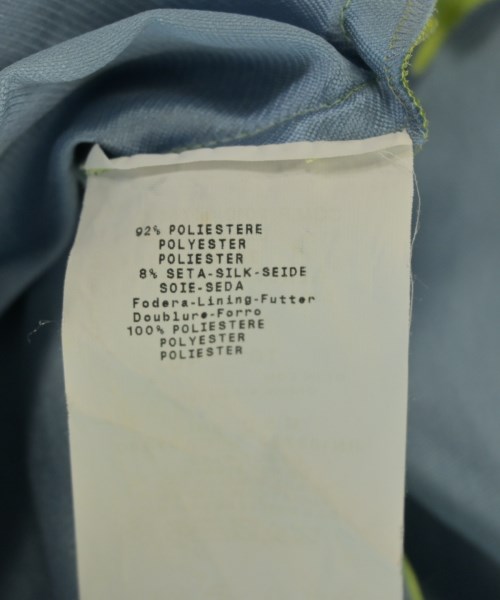 92% POLIESTERE
POLYESTER
POLIESTER
8% SETA-SILK-SEIDE
SOIE-SEDA
Fodera-Lining-Futter
Doublure-Forro
100% POLIESTERE
POLYESTER
POLIESTER